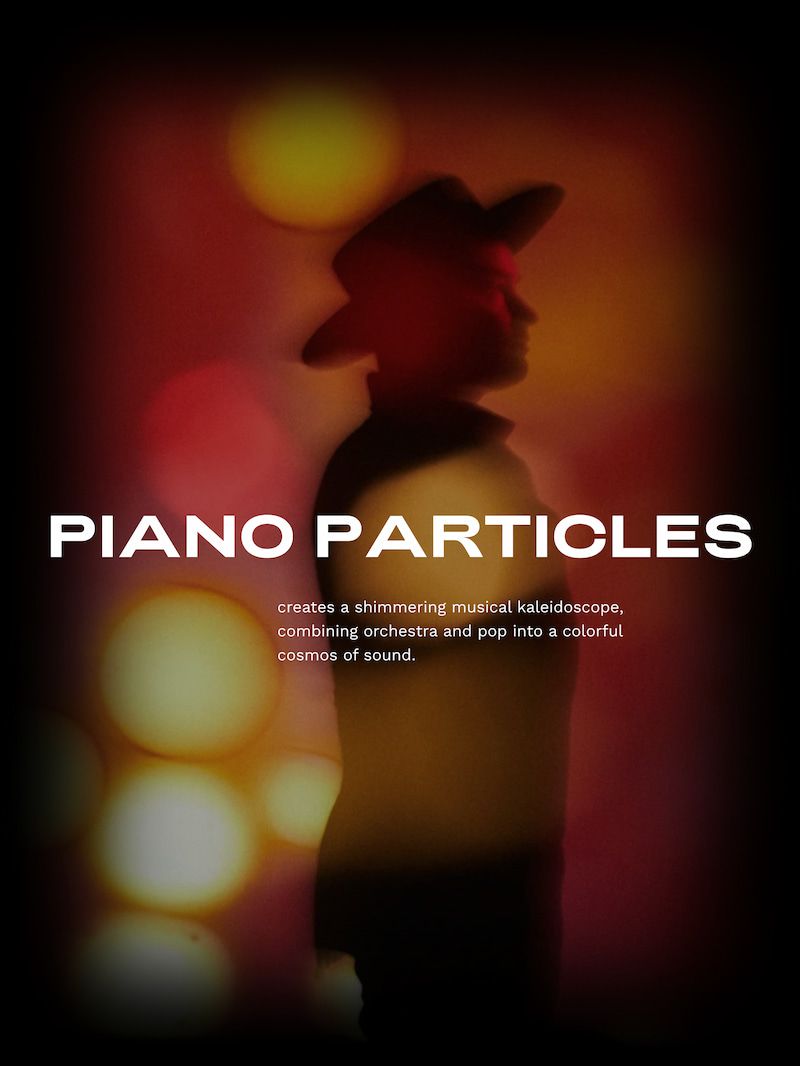 PIANO PARTICLES
creates a shimmering musical kaleidoscope,
combining orchestra and pop into a colorful
cosmos of sound.